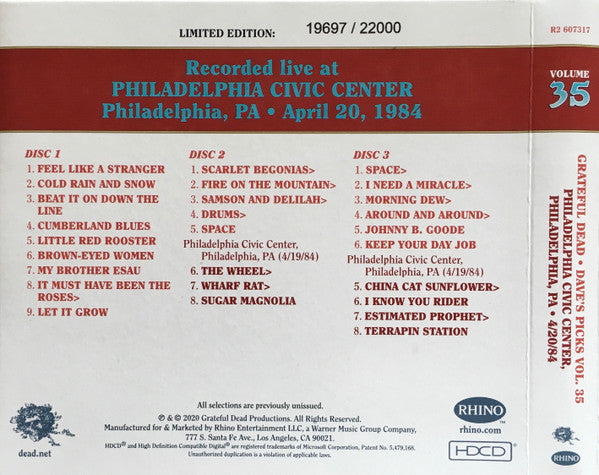 LIMITED EDITION: 19697 / 22000
R2 607317
Recorded live at
PHILADELPHIA CIVIC CENTER
Philadelphia, PA • April 20, 1984
VOLUME
35
DISC 1
1. FEEL LIKE A STRANGER
2. COLD RAIN AND SNOW
3. BEAT IT ON DOWN THE
LINE
4. CUMBERLAND BLUES
5. LITTLE RED ROOSTER
6. BROWN-EYED WOMEN
7. MY BROTHER ESAU
8. IT MUST HAVE BEEN THE
ROSES>
9. LET IT GROW
DISC 2
1. SCARLET BEGONIAS>
2. FIRE ON THE MOUNTAIN>
3. SAMSON AND DELILAH>
4. DRUMS>
5. SPACE
Philadelphia Civic Center,
Philadelphia, PA (4/19/84)
6. THE WHEEL>
7. WHARF RAT>
8. SUGAR MAGNOLIA
DISC 3
1. SPACE>
2. I NEED A MIRACLE>
3. MORNING DEW>
4. AROUND AND AROUND>
5. JOHNNY B. GOODE
6. KEEP YOUR DAY JOB
Philadelphia Civic Center,
Philadelphia, PA (4/19/84)
5. CHINA CAT SUNFLOWER>
6. I KNOW YOU RIDER
7. ESTIMATED PROPHET>
8. TERRAPIN STATION
GRATEFUL DEAD • DAVE'S PICKS VOL. 35
PHILADELPHIA CIVIC CENTER,
PHILADELPHIA, PA • 4/20/84
All selections are previously unissued.
℗ & © 2020 Grateful Dead Productions. All Rights Reserved.
Manufactured for & Marketed by Rhino Entertainment LLC, a Warner Music Group Company,
777 S. Santa Fe Ave., Los Angeles, CA 90021.
HDCD® and High Definition Compatible Digital® are registered trademarks of Microsoft Corporation, Patent No. 5,479,168.
Unauthorized duplication is a violation of applicable laws.
dead.net
RHINO
rhino.com
HDCD
RHINO